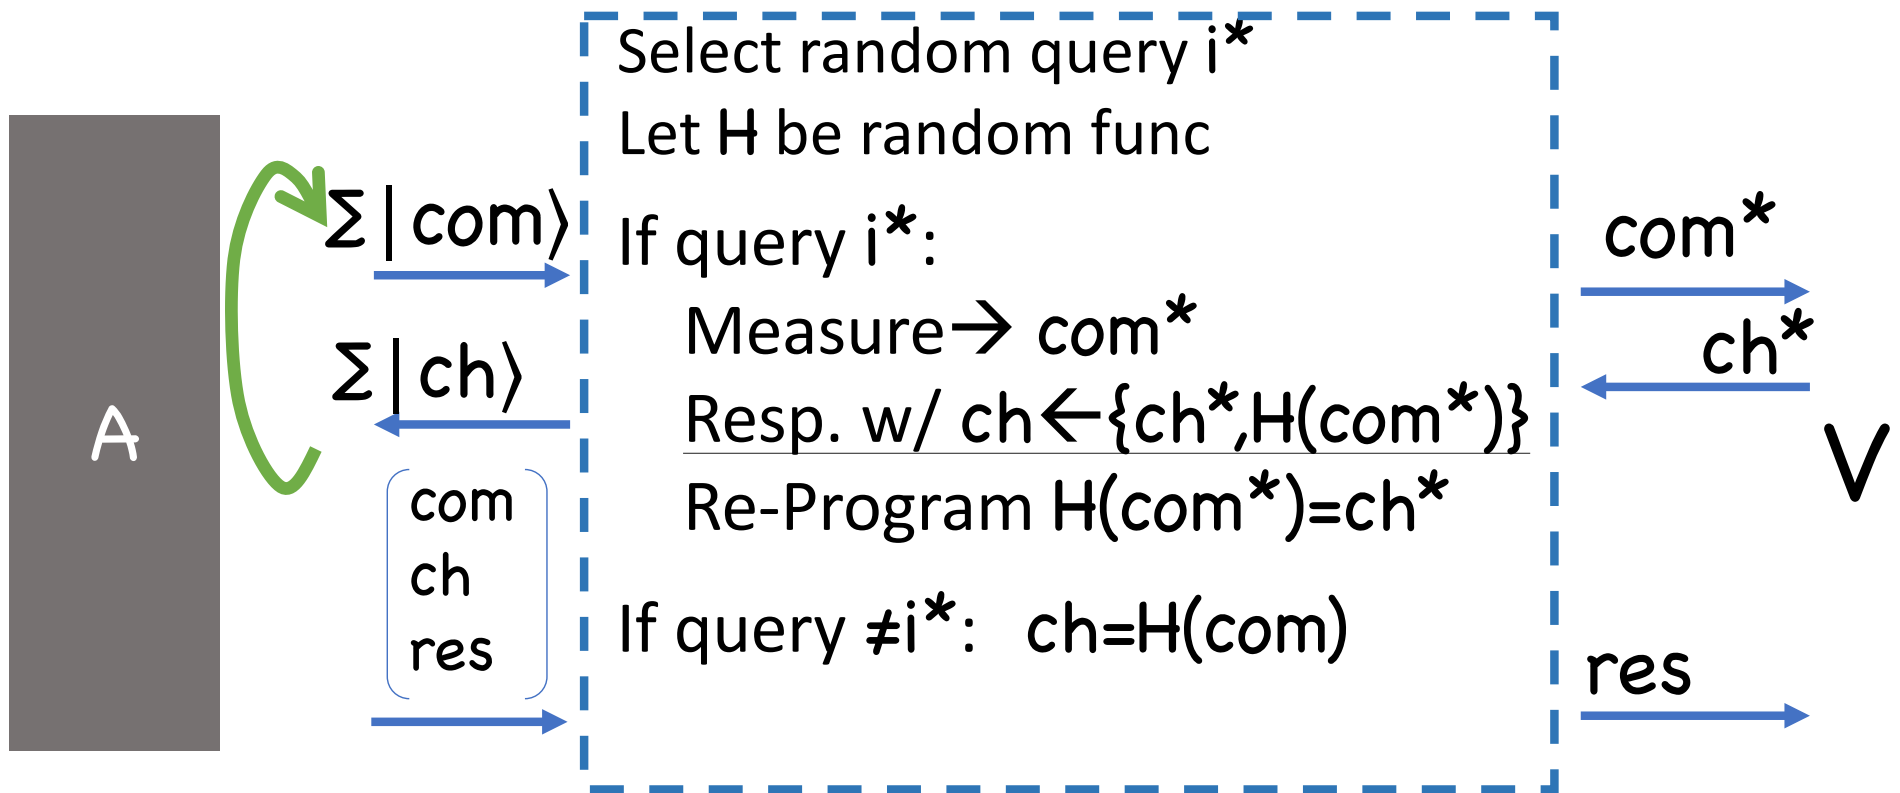 A
Σ|com⟩
Σ|ch⟩
com
ch
res
Select random query i*
Let H be random func
If query i*:
Measure→ com*
Resp. w/ ch←{ch*,H(com*)}
Re-Program H(com*)=ch*
If query ≠i*: ch=H(com)
com*
ch*
V
res